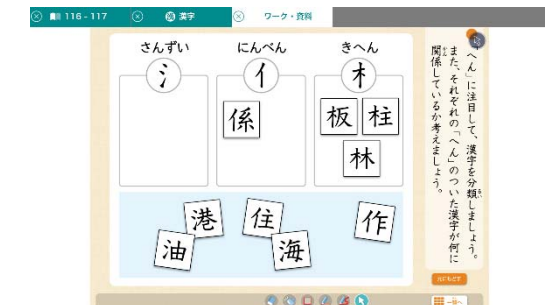 116-117
漢字
ワーク・資料
「へん」に注目して、漢字を分類しましょう。
また、それぞれの「へん」のついた漢字が何に
関係しているか考えましょう。
さんずい
にんべん
きへん
氵
亻
木
係
板
柱
林
港
住
作
油
海